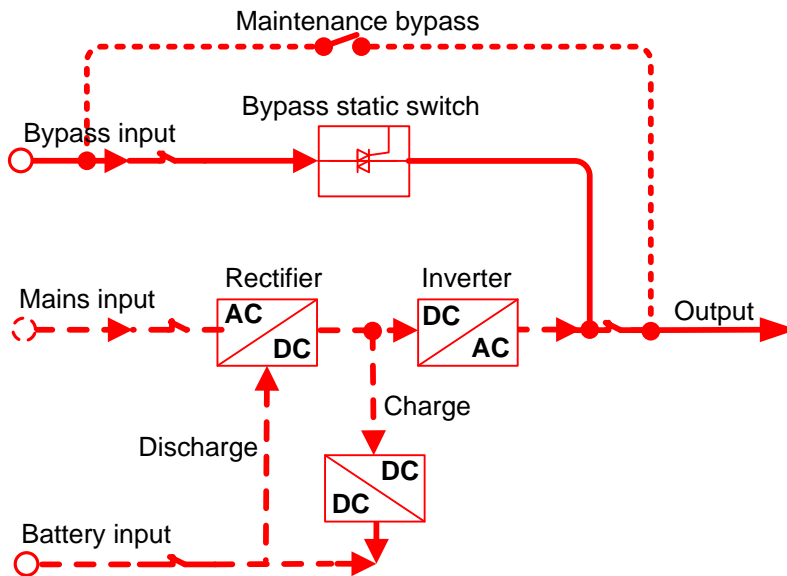 Maintenance bypass
Bypass static switch
Bypass input
Rectifier
Inverter
Mains input
AC
DC
DC
AC
Output
Charge
Discharge
DC
DC
Battery input